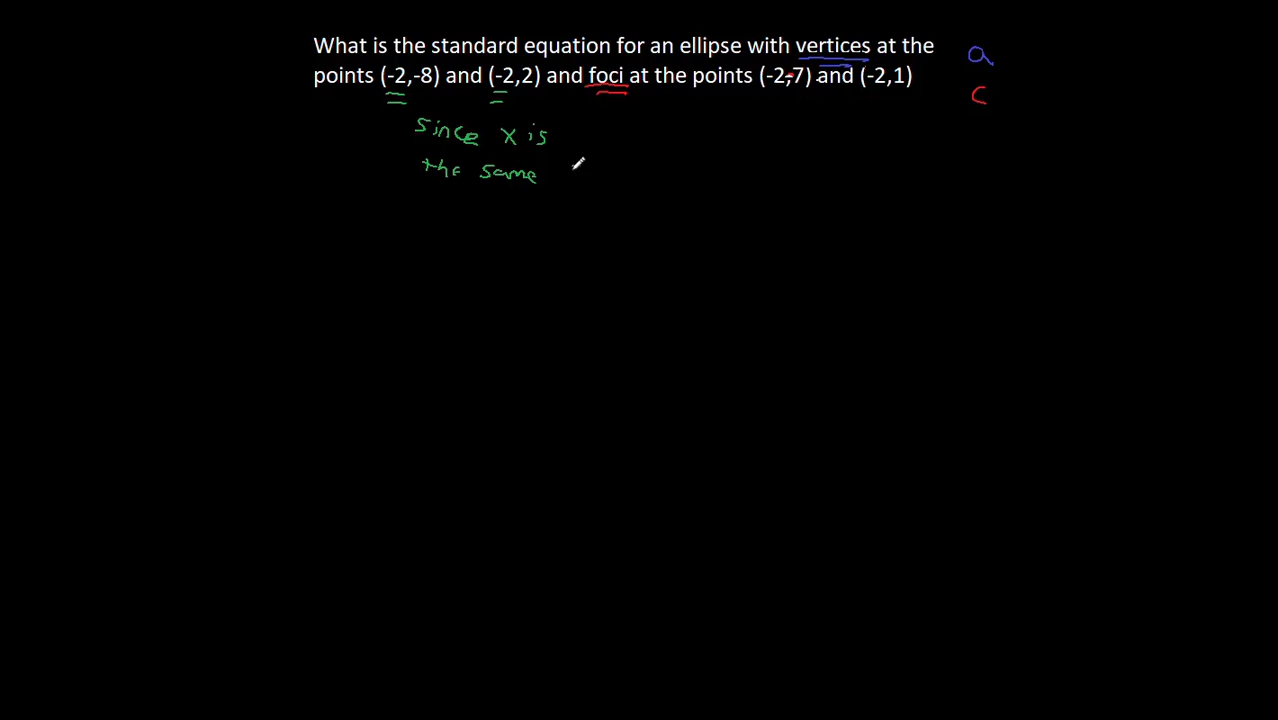 What is the standard equation for an ellipse with vertices at the
points (-2,-8) and (-2,2) and foci at the points (-2,-7) and (-2,1)
a
c
Since x is
the same